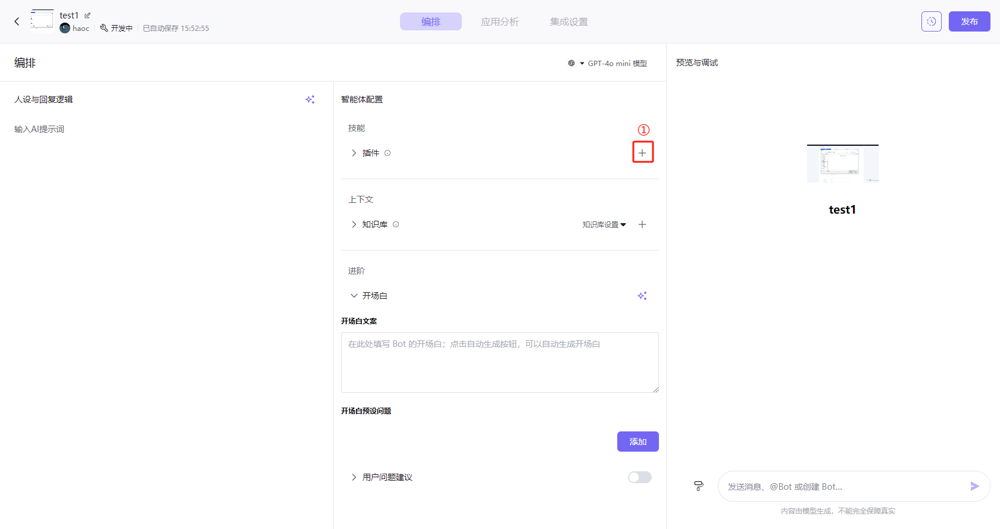 test1
haoc
开发中
已自动保存 15:52:55
编排
应用分析
集成设置
发布
编排
GPT-4o mini 模型
预览与调试
人设与回复逻辑
输入AI提示词
智能体配置
技能
①
插件
上下文
知识库
知识库设置
进阶
开场白
开场白文案
在此处填写 Bot 的开场白；点击自动生成按钮，可以自动生成开场白
开场白预设问题
添加
用户问题建议
test1
发送消息、@Bot 或创建 Bot...
内容由模型生成，不能完全保障真实